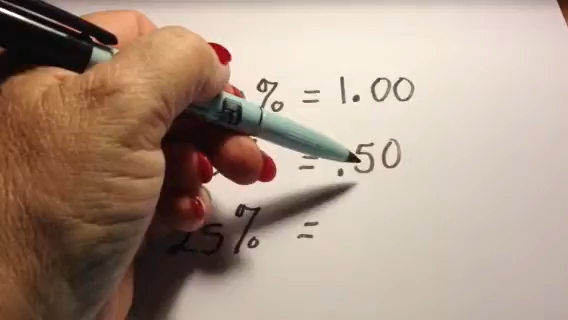 % = 1.00
= .50
25% =